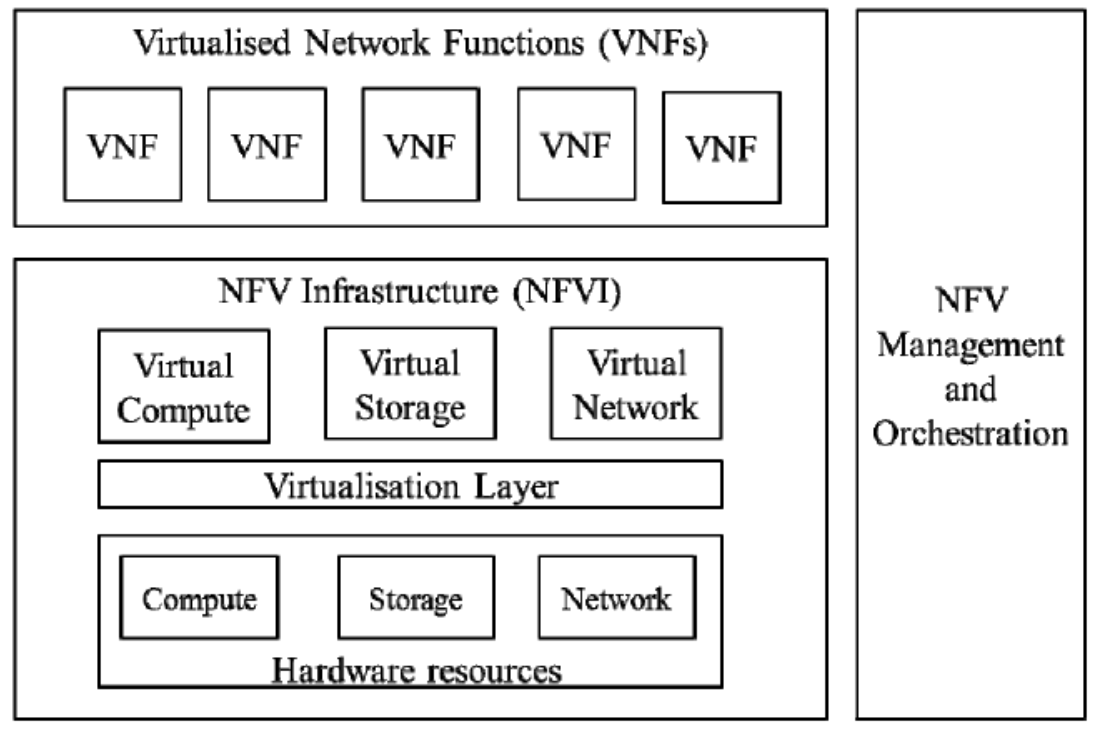 Virtualised Network Functions (VNFs)
VNF VNF VNF VNF VNF
NFV Infrastructure (NFVI)
Virtual Compute
Virtual Storage
Virtual Network
Virtualisation Layer
Compute Storage Network
Hardware resources
NFV
Management
and
Orchestration